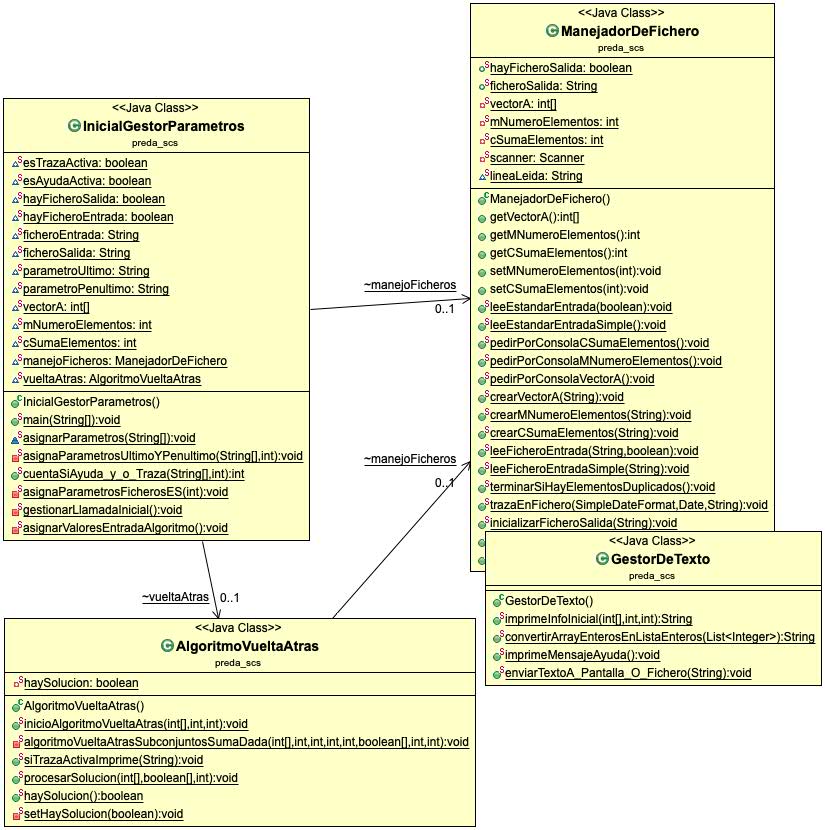 <<Java Class>>
ManejadorDeFichero
preda_scs
hayFicheroSalida: boolean
ficheroSalida: String
vectorA: int[]
mNumeroElementos: int
cSumaElementos: int
scanner: Scanner
lineaLeida: String
ManejadorDeFichero()
getVectorA():int[]
getMNumeroElementos():int
getCSumaElementos():int
setMNumeroElementos(int):void
setCSumaElementos(int):void
leeEstandarEntrada(boolean):void
leeEstandarEntradaSimple():void
pedirPorConsolaCSumaElementos():void
pedirPorConsolaMNumeroElementos():void
pedirPorConsolaVectorA():void
crearVectorA(String):void
crearMNumeroElementos(String):void
crearCSumaElementos(String):void
leeFicheroEntrada(String,boolean):void
leeFicheroEntradaSimple(String):void
terminarSiHayElementosDuplicados():void
trazaEnFichero(SimpleDateFormat,Date,String):void
inicializarFicheroSalida(String):void
<<Java Class>>
InicialGestorParametros
preda_scs
esTrazaActiva: boolean
esAyudaActiva: boolean
hayFicheroSalida: boolean
hayFicheroEntrada: boolean
ficheroEntrada: String
ficheroSalida: String
parametroUltimo: String
parametroPenultimo: String
vectorA: int[]
mNumeroElementos: int
cSumaElementos: int
manejoFicheros: ManejadorDeFichero
vueltaAtras: AlgoritmoVueltaAtras
InicialGestorParametros()
main(String[]):void
asignarParametros(String[]):void
asignaParametrosUltimoYPenultimo(String[],int):void
cuentaSiAyuda_y_o_Traza(String[],int):int
asignaParametrosFicherosES(int):void
gestionarLlamadaInicial():void
asignarValoresEntradaAlgoritmo():void
~manejoFicheros
0..1
~manejoFicheros
0..1
~vueltaAtras
0..1
<<Java Class>>
GestorDeTexto
preda_scs
GestorDeTexto()
imprimeInfoInicial(int[],int,int):String
convertirArrayEnterosEnListaEnteros(List<Integer>):String
imprimeMensajeAyuda():void
enviarTextoA_Pantalla_O_Fichero(String):void
<<Java Class>>
AlgoritmoVueltaAtras
preda_scs
haySolucion: boolean
AlgoritmoVueltaAtras()
inicioAlgoritmoVueltaAtras(int[],int,int):void
algoritmoVueltaAtrasSubconjuntosSumaDada(int[],int,int,int,int,boolean[],int,int):void
siTrazaActivaImprime(String):void
procesarSolucion(int[],boolean[],int):void
haySolucion():boolean
setHaySolucion(boolean):void